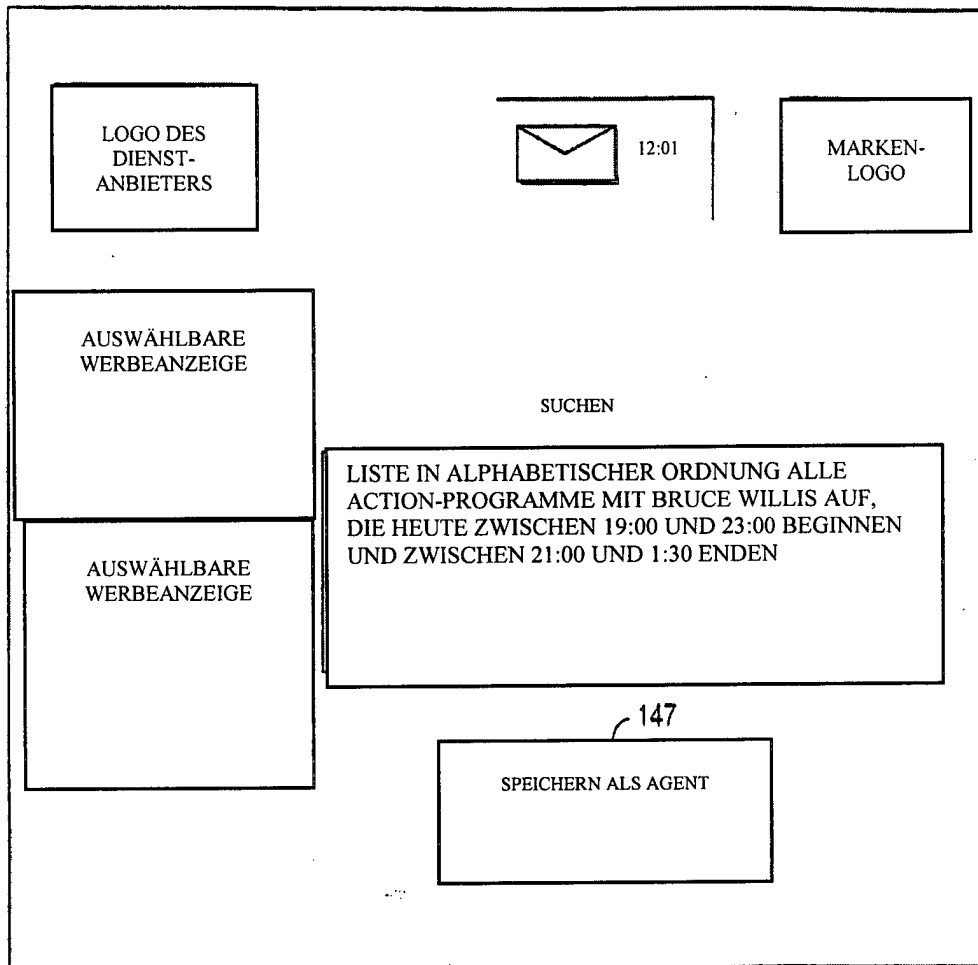 LOGO DES
DIENST-
ANBIETERS
12:01
MARKEN-
LOGO
AUSWÄHLBARE
WERBEANZEIGE
SUCHEN
LISTE IN ALPHABETISCHER ORDNUNG ALLE
ACTION-PROGRAMME MIT BRUCE WILLIS AUF,
DIE HEUTE ZWISCHEN 19:00 UND 23:00 BEGINNEN
UND ZWISCHEN 21:00 UND 1:30 ENDEN
AUSWÄHLBARE
WERBEANZEIGE
147
SPEICHERN ALS AGENT